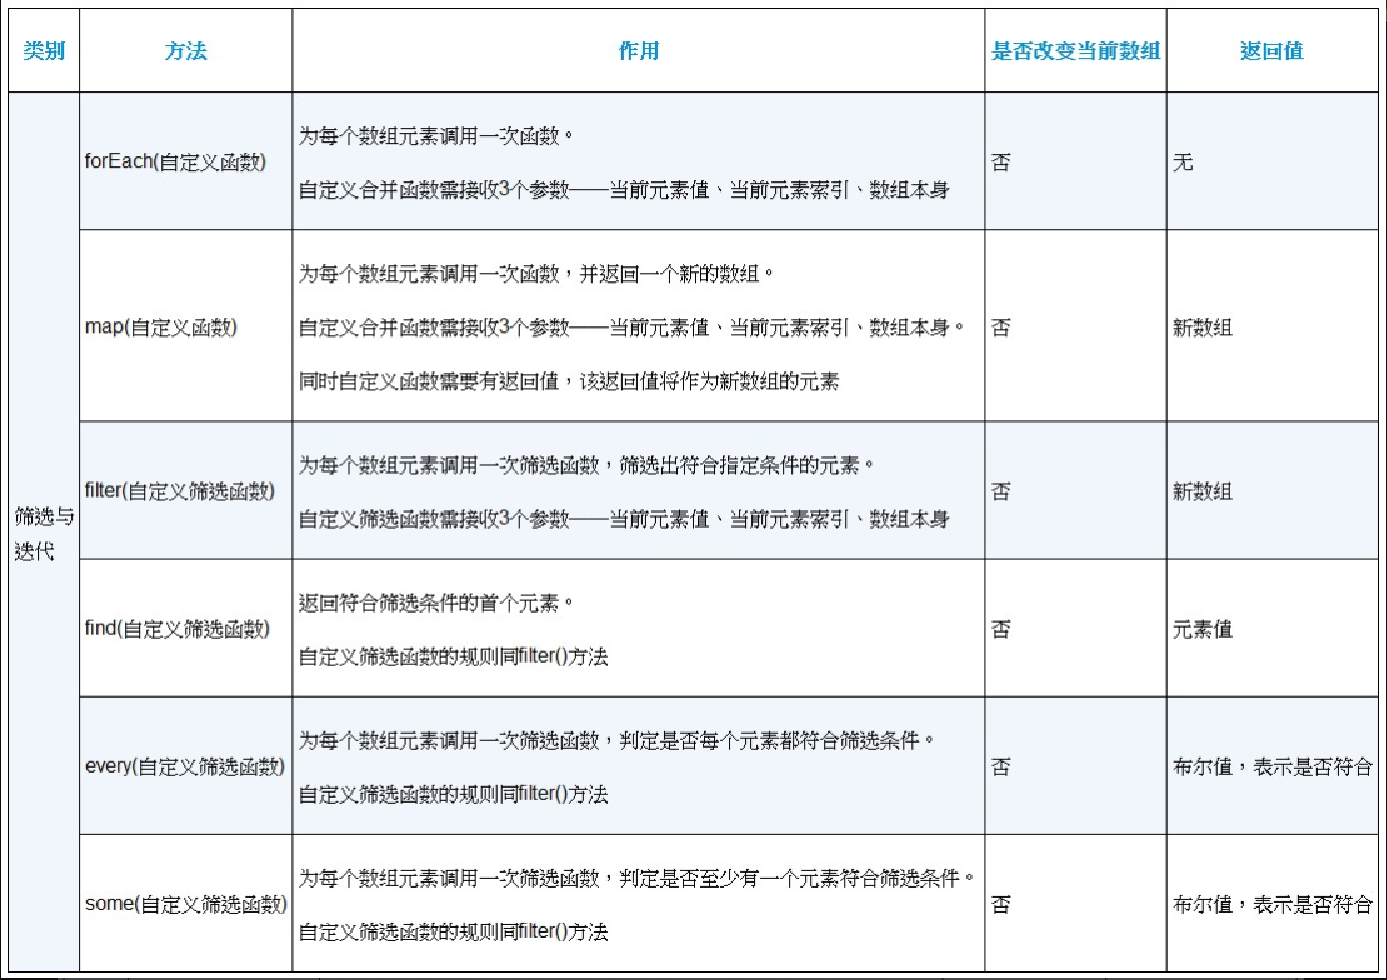 类别 方法 作用 是否改变当前数组 返回值
筛选与
迭代
forEach(自定义函数)
为每个数组元素调用一次函数。
自定义合并函数需接收3个参数——当前元素值、当前元素索引、数组本身
否
无
map(自定义函数)
为每个数组元素调用一次函数，并返回一个新的数组。
自定义合并函数需接收3个参数——当前元素值、当前元素索引、数组本身。
同时自定义函数需要有返回值，该返回值将作为新数组的元素
否
新数组
filter(自定义筛选函数)
为每个数组元素调用一次筛选函数，筛选出符合指定条件的元素。
自定义筛选函数需接收3个参数——当前元素值、当前元素索引、数组本身
否
新数组
find(自定义筛选函数)
返回符合筛选条件的首个元素。
自定义筛选函数的规则同filter()方法
否
元素值
every(自定义筛选函数)
为每个数组元素调用一次筛选函数，判定是否每个元素都符合筛选条件。
自定义筛选函数的规则同filter()方法
否
布尔值，表示是否符合
some(自定义筛选函数)
为每个数组元素调用一次筛选函数，判定是否至少有一个元素符合筛选条件。
自定义筛选函数的规则同filter()方法
否
布尔值，表示是否符合